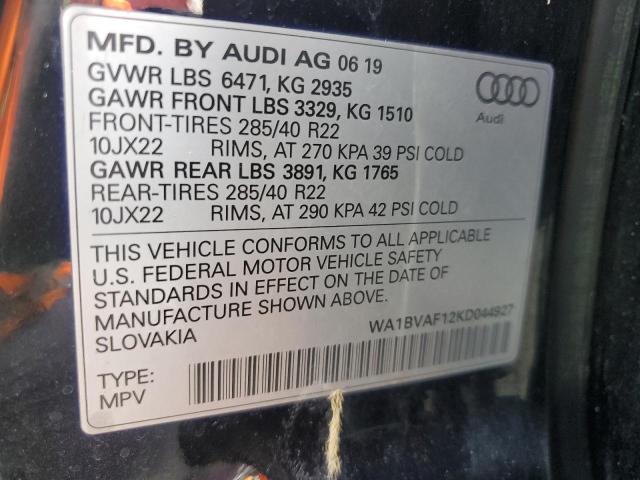 MFD. BY AUDI AG 06 19
GVWR LBS 6471, KG 2935
GAWR FRONT LBS 3329, KG 1510
FRONT-TIRES 285/40 R22
10JX22 RIMS, AT 270 KPA 39 PSI COLD
GAWR REAR LBS 3891, KG 1765
REAR-TIRES 285/40 R22
10JX22 RIMS, AT 290 KPA 42 PSI COLD
Audi
THIS VEHICLE CONFORMS TO ALL APPLICABLE
U.S. FEDERAL MOTOR VEHICLE SAFETY
STANDARDS IN EFFECT ON THE DATE OF
MANUFACTURE SHOWN ABOVE.
SLOVAKIA
WA1BVAF12KD044927
TYPE:
MPV